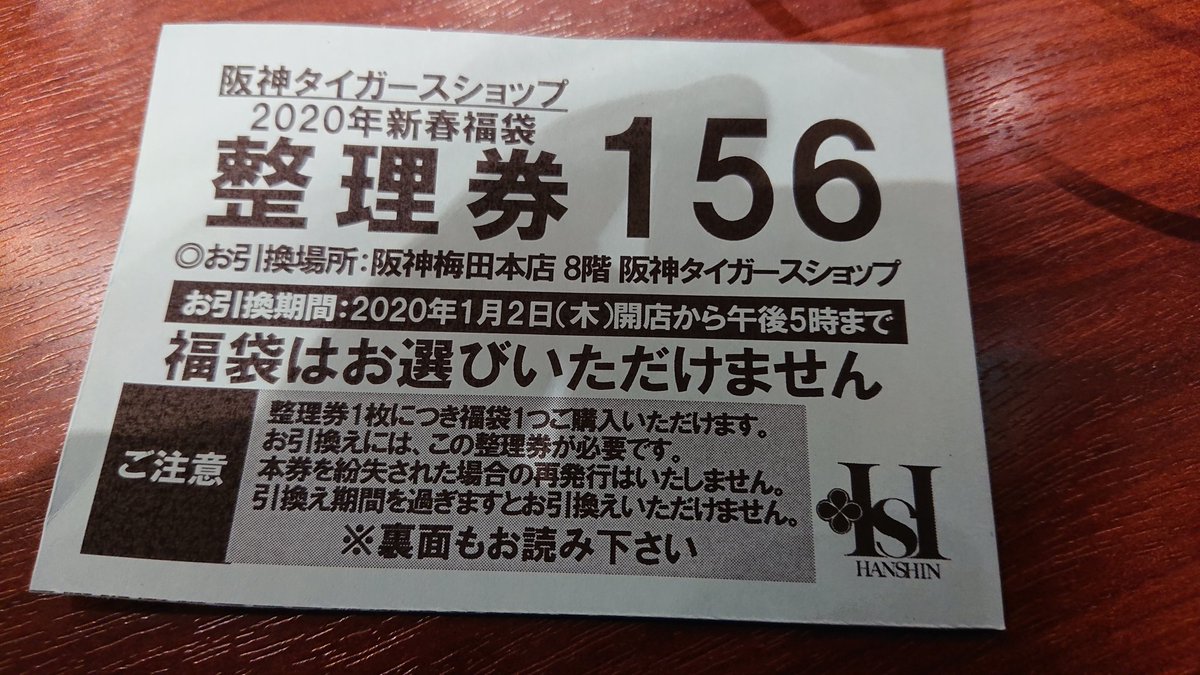 阪神タイガースショップ
2020年新春福袋
整理券 156
◎お引換場所：阪神梅田本店 8階 阪神タイガースショップ
お引換期間：2020年1月2日（木）開店から午後5時まで
福袋はお選びいただけません
ご注意
整理券1枚につき福袋1つご購入いただけます。
お引換えには、この整理券が必要です。
本券を紛失された場合の再発行はいたしません。
引換え期間を過ぎますとお引換えいただけません。
※裏面もお読み下さい
HSI
HANSHIN